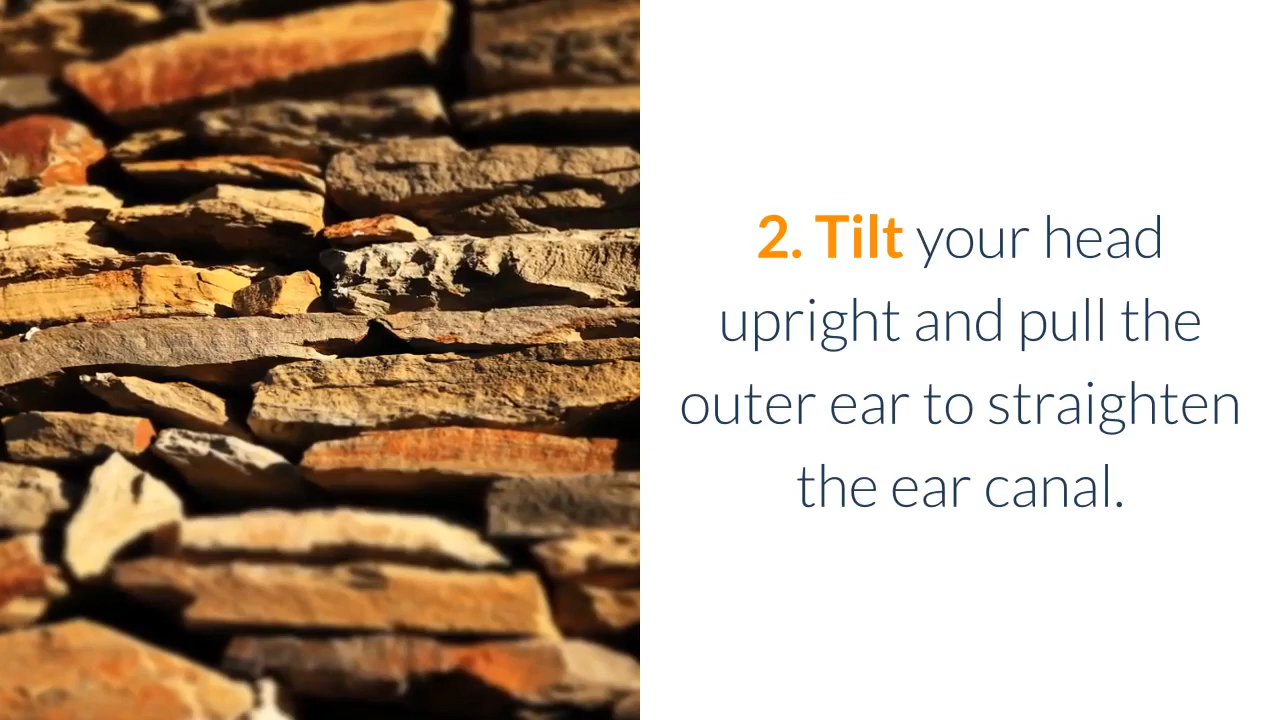 2. Tilt your head
upright and pull the
outer ear to straighten
the ear canal.